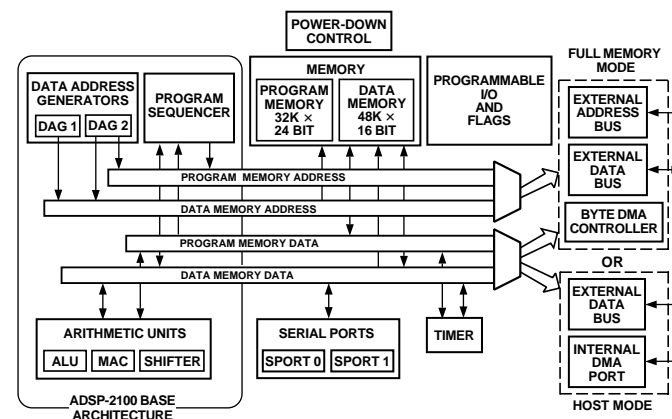 POWER-DOWN
CONTROL
FULL MEMORY
MODE
DATA ADDRESS
GENERATORS
DAG 1
DAG 2
PROGRAM
SEQUENCER
MEMORY
PROGRAM
MEMORY
32K ×
24 BIT
DATA
MEMORY
48K ×
16 BIT
PROGRAMMABLE
I/O
AND
FLAGS
EXTERNAL
ADDRESS
BUS
EXTERNAL
DATA
BUS
BYTE DMA
CONTROLLER
OR
EXTERNAL
DATA
BUS
INTERNAL
DMA
PORT
HOST MODE
PROGRAM MEMORY ADDRESS
DATA MEMORY ADDRESS
PROGRAM MEMORY DATA
DATA MEMORY DATA
ARITHMETIC UNITS
ALU
MAC
SHIFTER
SERIAL PORTS
SPORT 0
SPORT 1
TIMER
ADSP-2100 BASE
ARCHITECTURE